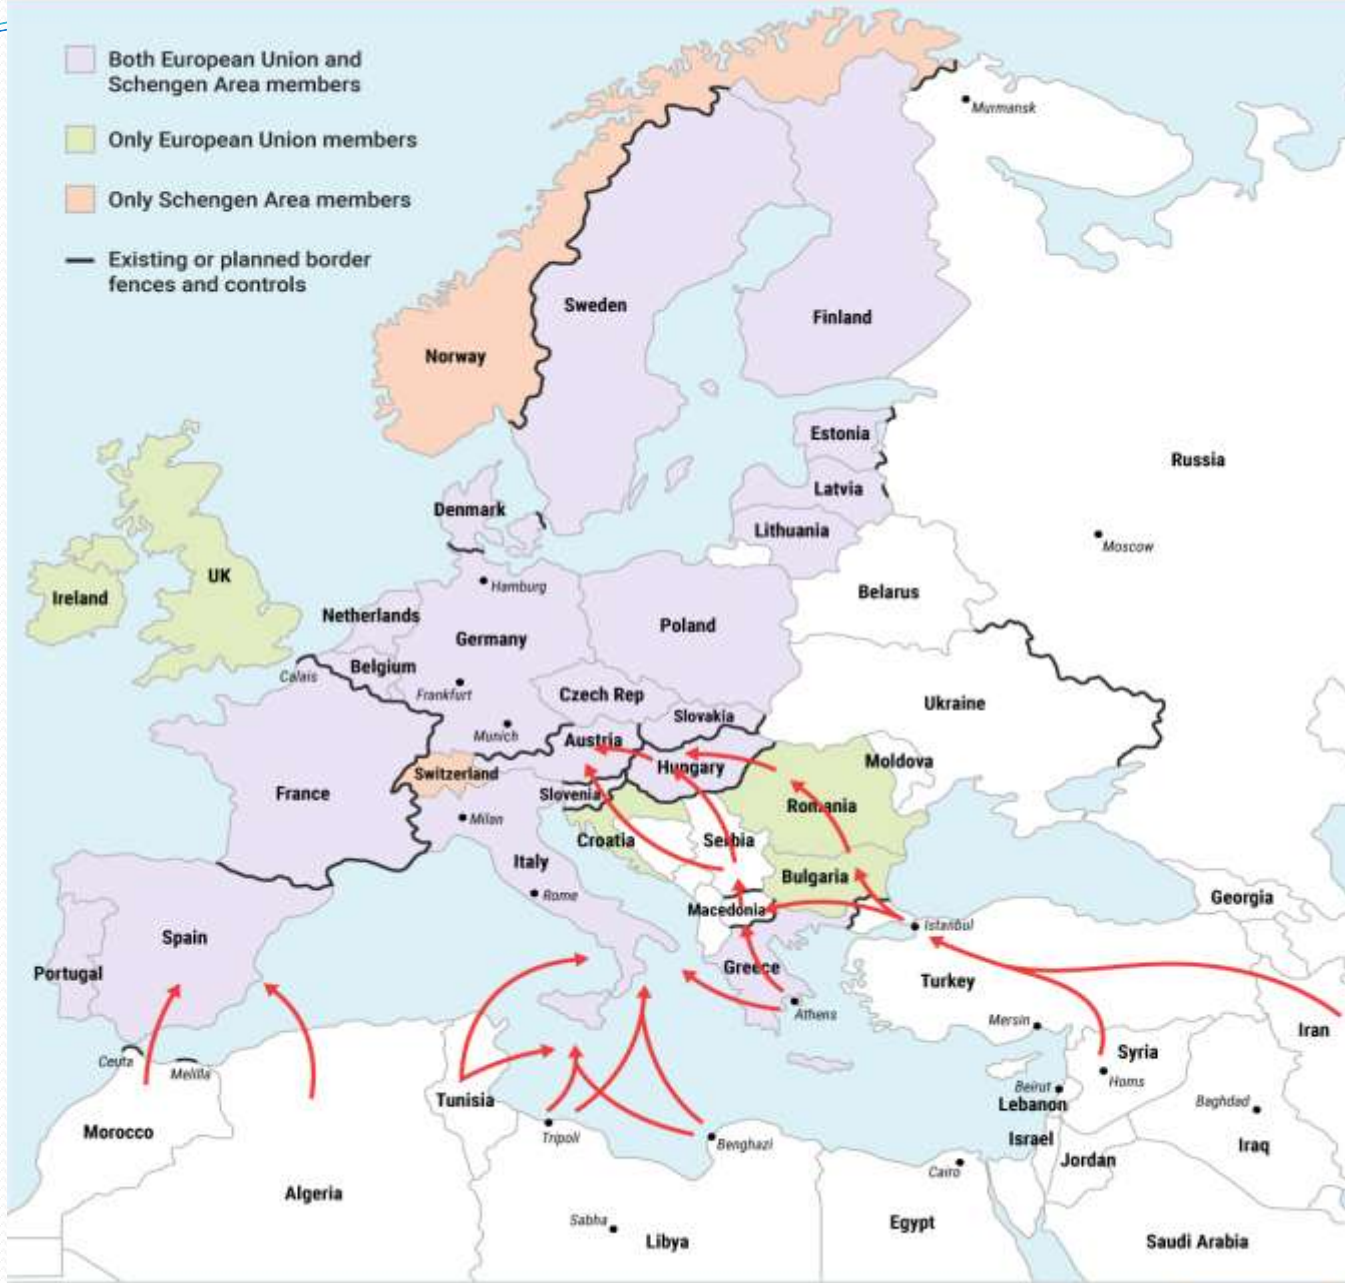 Both European Union and
Schengen Area members
Only European Union members
Only Schengen Area members
Existing or planned border
fences and controls
Murmansk
Sweden
Finland
Norway
Estonia
Russia
Latvia
Denmark
Lithuania
Moscow
UK
Hamburg
Ireland
Belarus
Netherlands
Poland
Germany
Belgium
Calais
Frankfurt
Czech Rep
Ukraine
Slovakia
Munich
Austria
Moldova
Hungary
Switzerland
Slovenia
France
Romania
Milan
Croatia
Serbia
Italy
Bulgaria
Rome
Georgia
Macedonia
Istanbul
Spain
Greece
Portugal
Turkey
Athens
Mersin
Iran
Syria
Ceuta
Melilla
Homs
Beirut
Lebanon
Tunisia
Baghdad
Morocco
Tripoli
Benghazi
Israel
Iraq
Jordan
Cairo
Algeria
Sabha
Egypt
Libya
Saudi Arabia